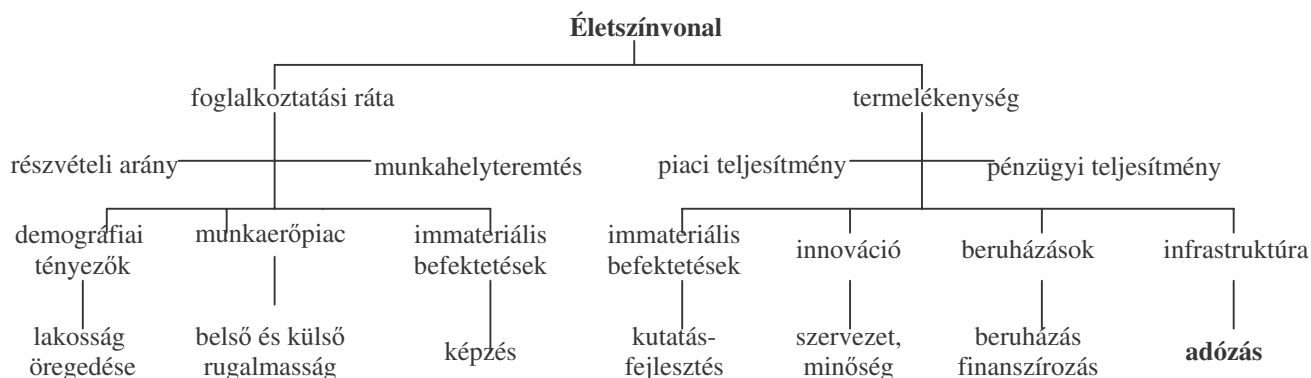 Életszínvonal
foglalkoztatási ráta termelékenység
részvételi arány munkahelyteremtés piaci teljesítmény pénzügyi teljesítmény
demográfiai munkaerőpiac immateriális immateriális innováció beruházások infrastruktúra
tényezők befektetések befektetések
lakosság belső és külső képzés kutatás- szervezet, beruházás adózás
öregedése rugalmasság fejlesztés minőség finanszírozás